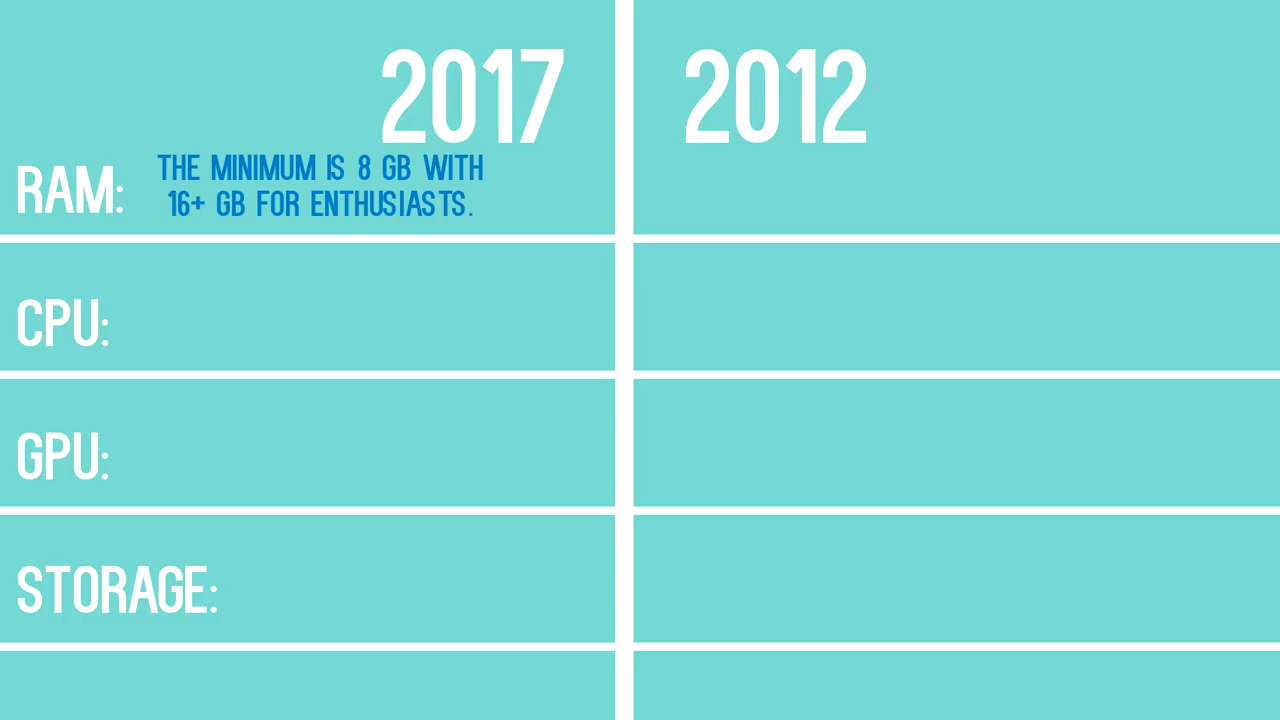 2017 2012
RAM: THE MINIMUM IS 8 GB WITH
16+ GB FOR ENTHUSIASTS.
CPU:
GPU:
STORAGE: